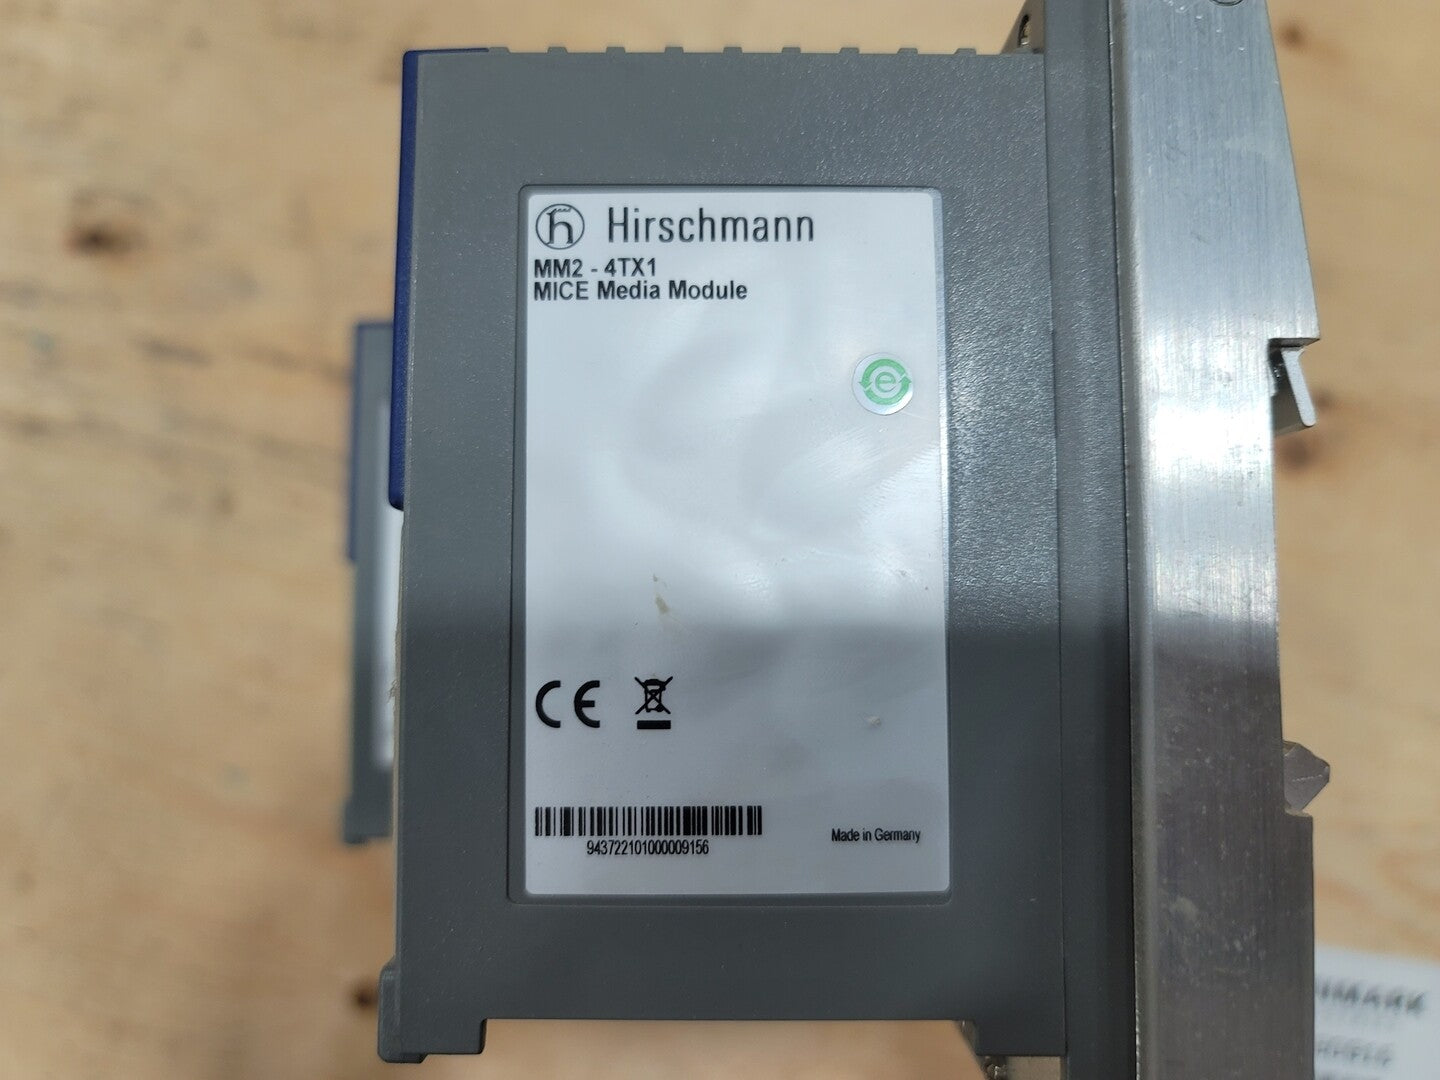 Hirschmann
MM2 - 4TX1
MICE Media Module
e
CE
943722101000009156
Made in Germany